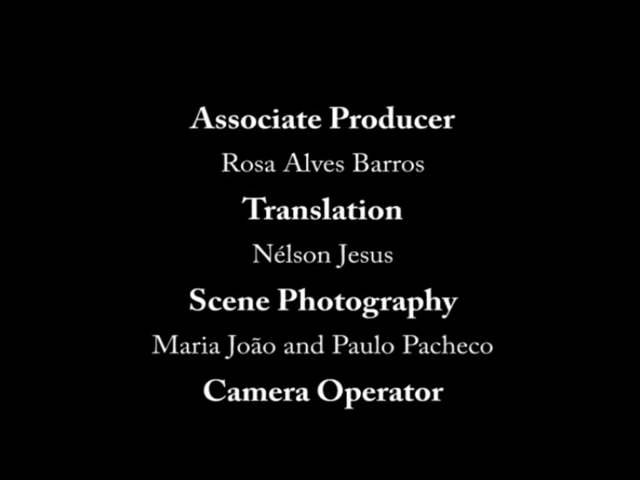 Associate Producer
Rosa Alves Barros
Translation
Nélson Jesus
Scene Photography
Maria João and Paulo Pacheco
Camera Operator